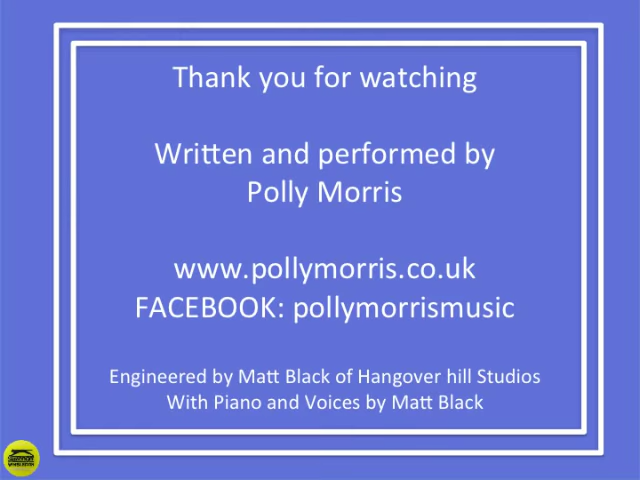 Thank you for watching
Written and performed by
Polly Morris
www.pollymorris.co.uk
FACEBOOK: pollymorrismusic
Engineered by Matt Black of Hangover hill Studios
With Piano and Voices by Matt Black